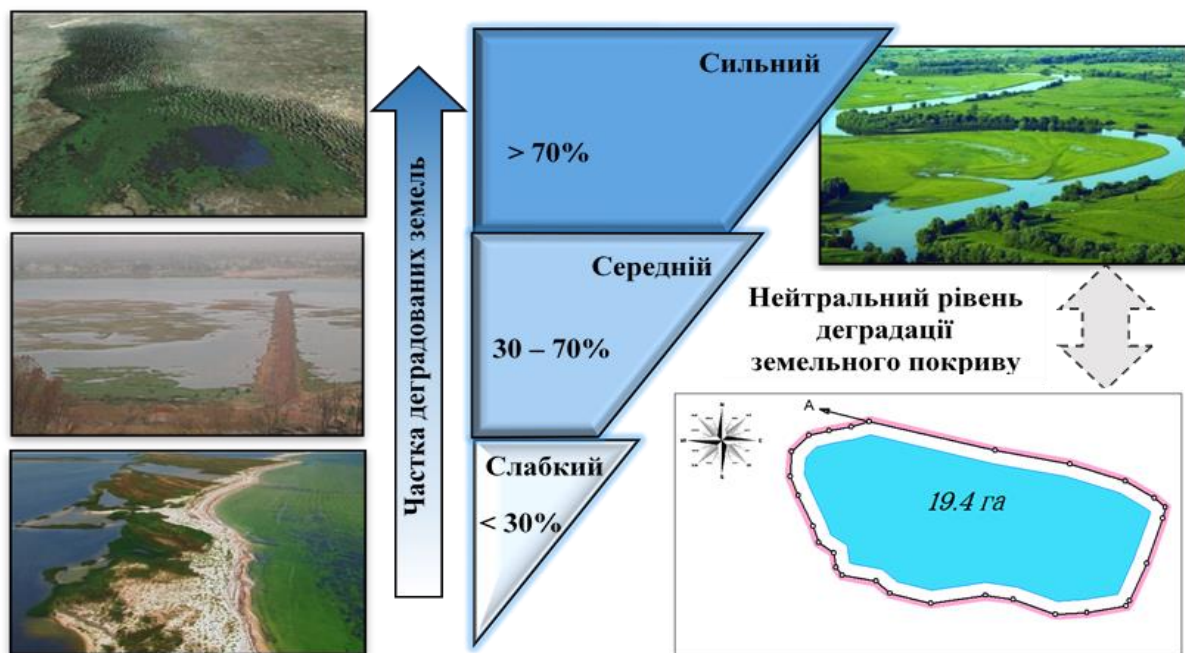 Частка деградованих земель
Сильний
> 70%
Середній
30 – 70%
Слабкий
< 30%
Нейтральний рівень
деградації
земельного покриву
A
19.4 га